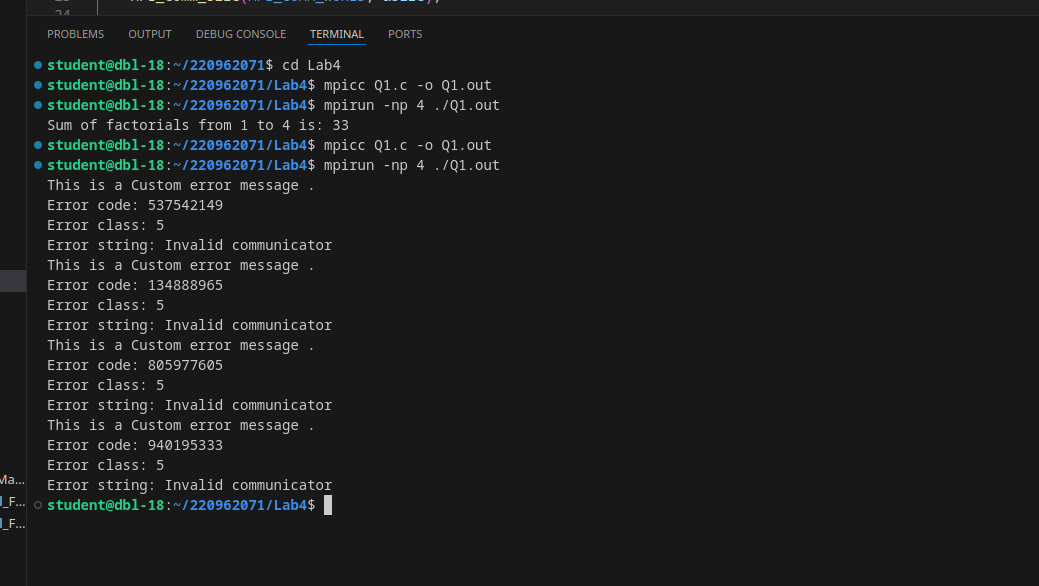 24
PROBLEMS OUTPUT DEBUG CONSOLE TERMINAL PORTS
student@dbl-18:~/220962071$ cd Lab4
student@dbl-18:~/220962071/Lab4$ mpicc Q1.c -o Q1.out
student@dbl-18:~/220962071/Lab4$ mpirun -np 4 ./Q1.out
Sum of factorials from 1 to 4 is: 33
student@dbl-18:~/220962071/Lab4$ mpicc Q1.c -o Q1.out
student@dbl-18:~/220962071/Lab4$ mpirun -np 4 ./Q1.out
This is a Custom error message .
Error code: 537542149
Error class: 5
Error string: Invalid communicator
This is a Custom error message .
Error code: 134888965
Error class: 5
Error string: Invalid communicator
This is a Custom error message .
Error code: 805977605
Error class: 5
Error string: Invalid communicator
This is a Custom error message .
Error code: 940195333
Error class: 5
Error string: Invalid communicator
student@dbl-18:~/220962071/Lab4$
Ma...
l_F...
l_F...